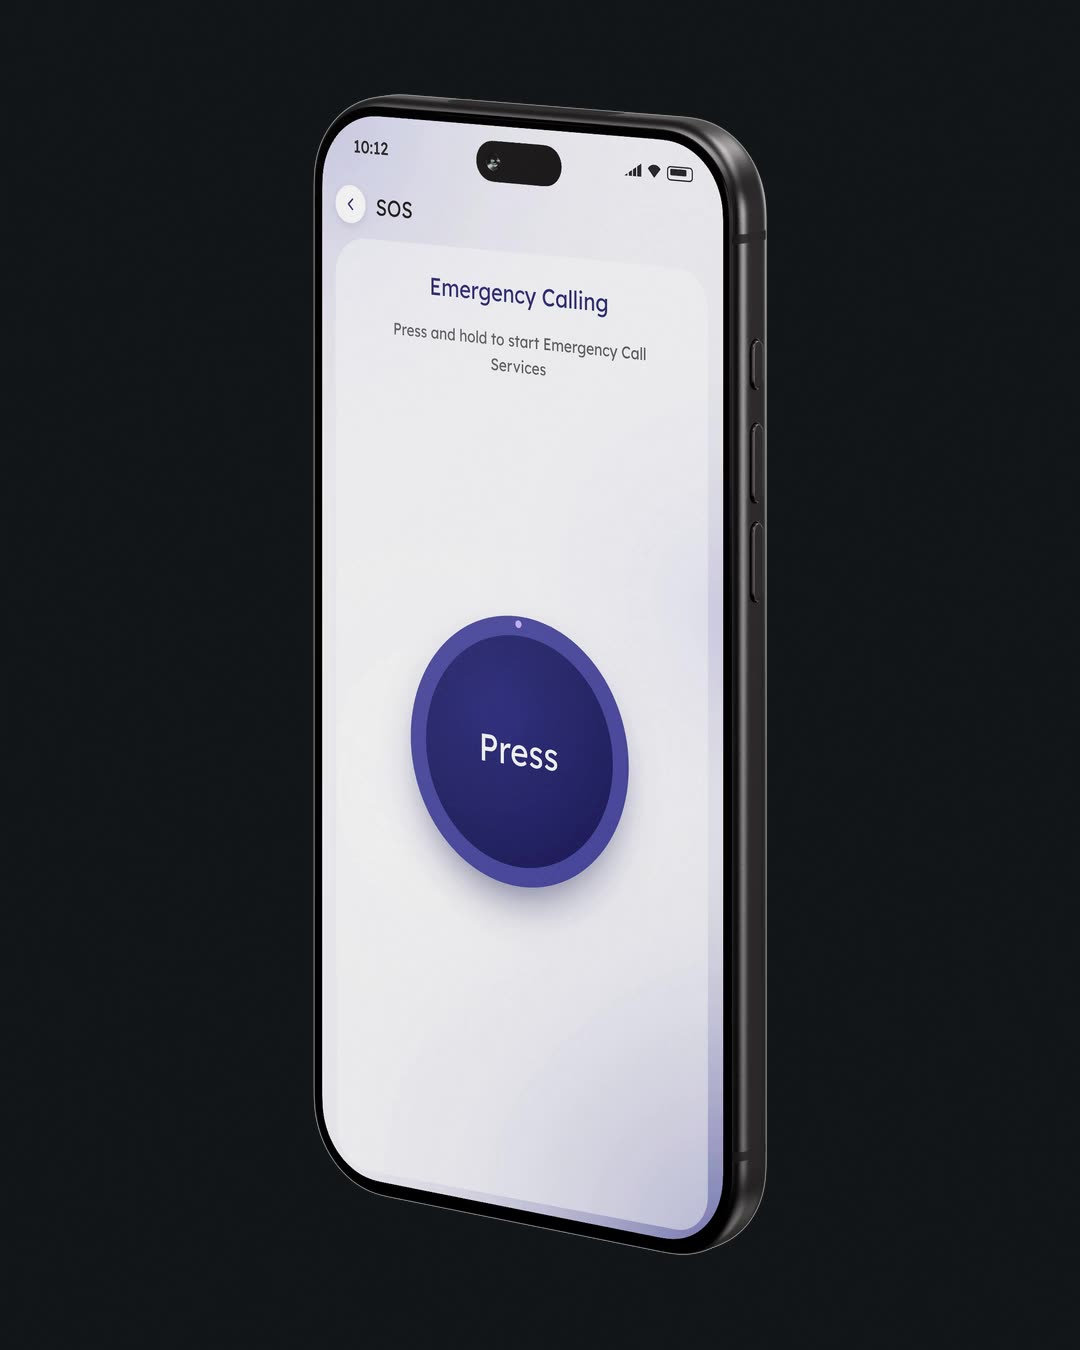 10:12
SOS
Emergency Calling
Press and hold to start Emergency Call
Services
Press